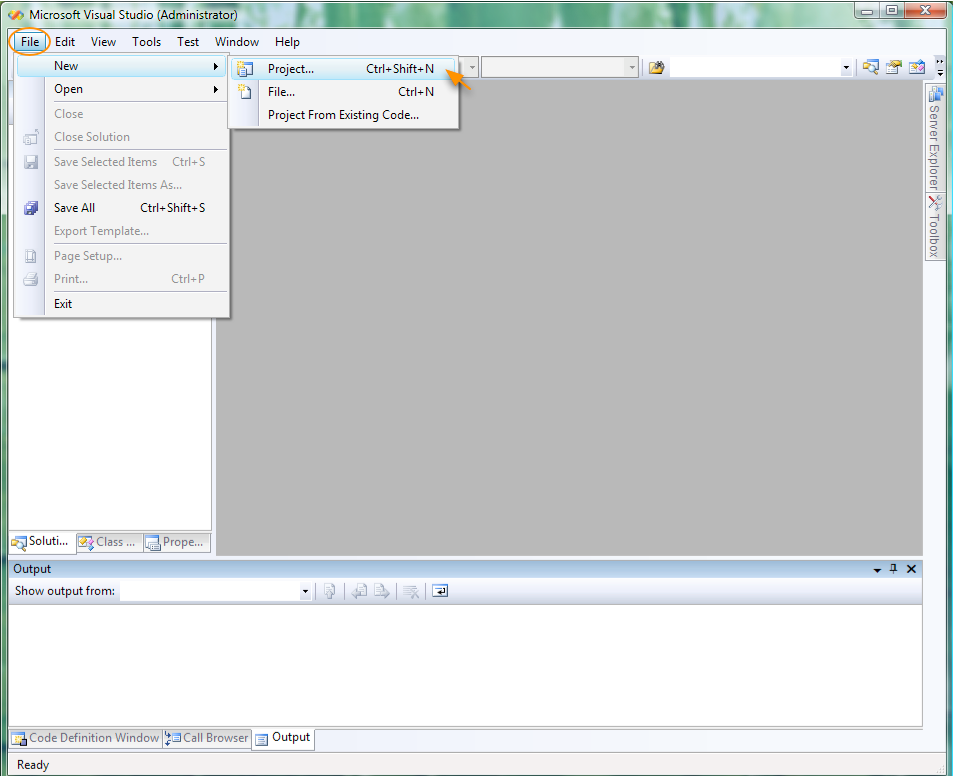 Microsoft Visual Studio (Administrator)
File Edit View Tools Test Window Help
New
Project... Ctrl+Shift+N
Open
File... Ctrl+N
Close
Project From Existing Code...
Close Solution
Save Selected Items Ctrl+S
Save Selected Items As...
Save All Ctrl+Shift+S
Export Template...
Page Setup...
Print... Ctrl+P
Exit
Server Explorer
Toolbox
Soluti... Class ... Prope...
Output
Show output from:
Code Definition Window Call Browser Output
Ready